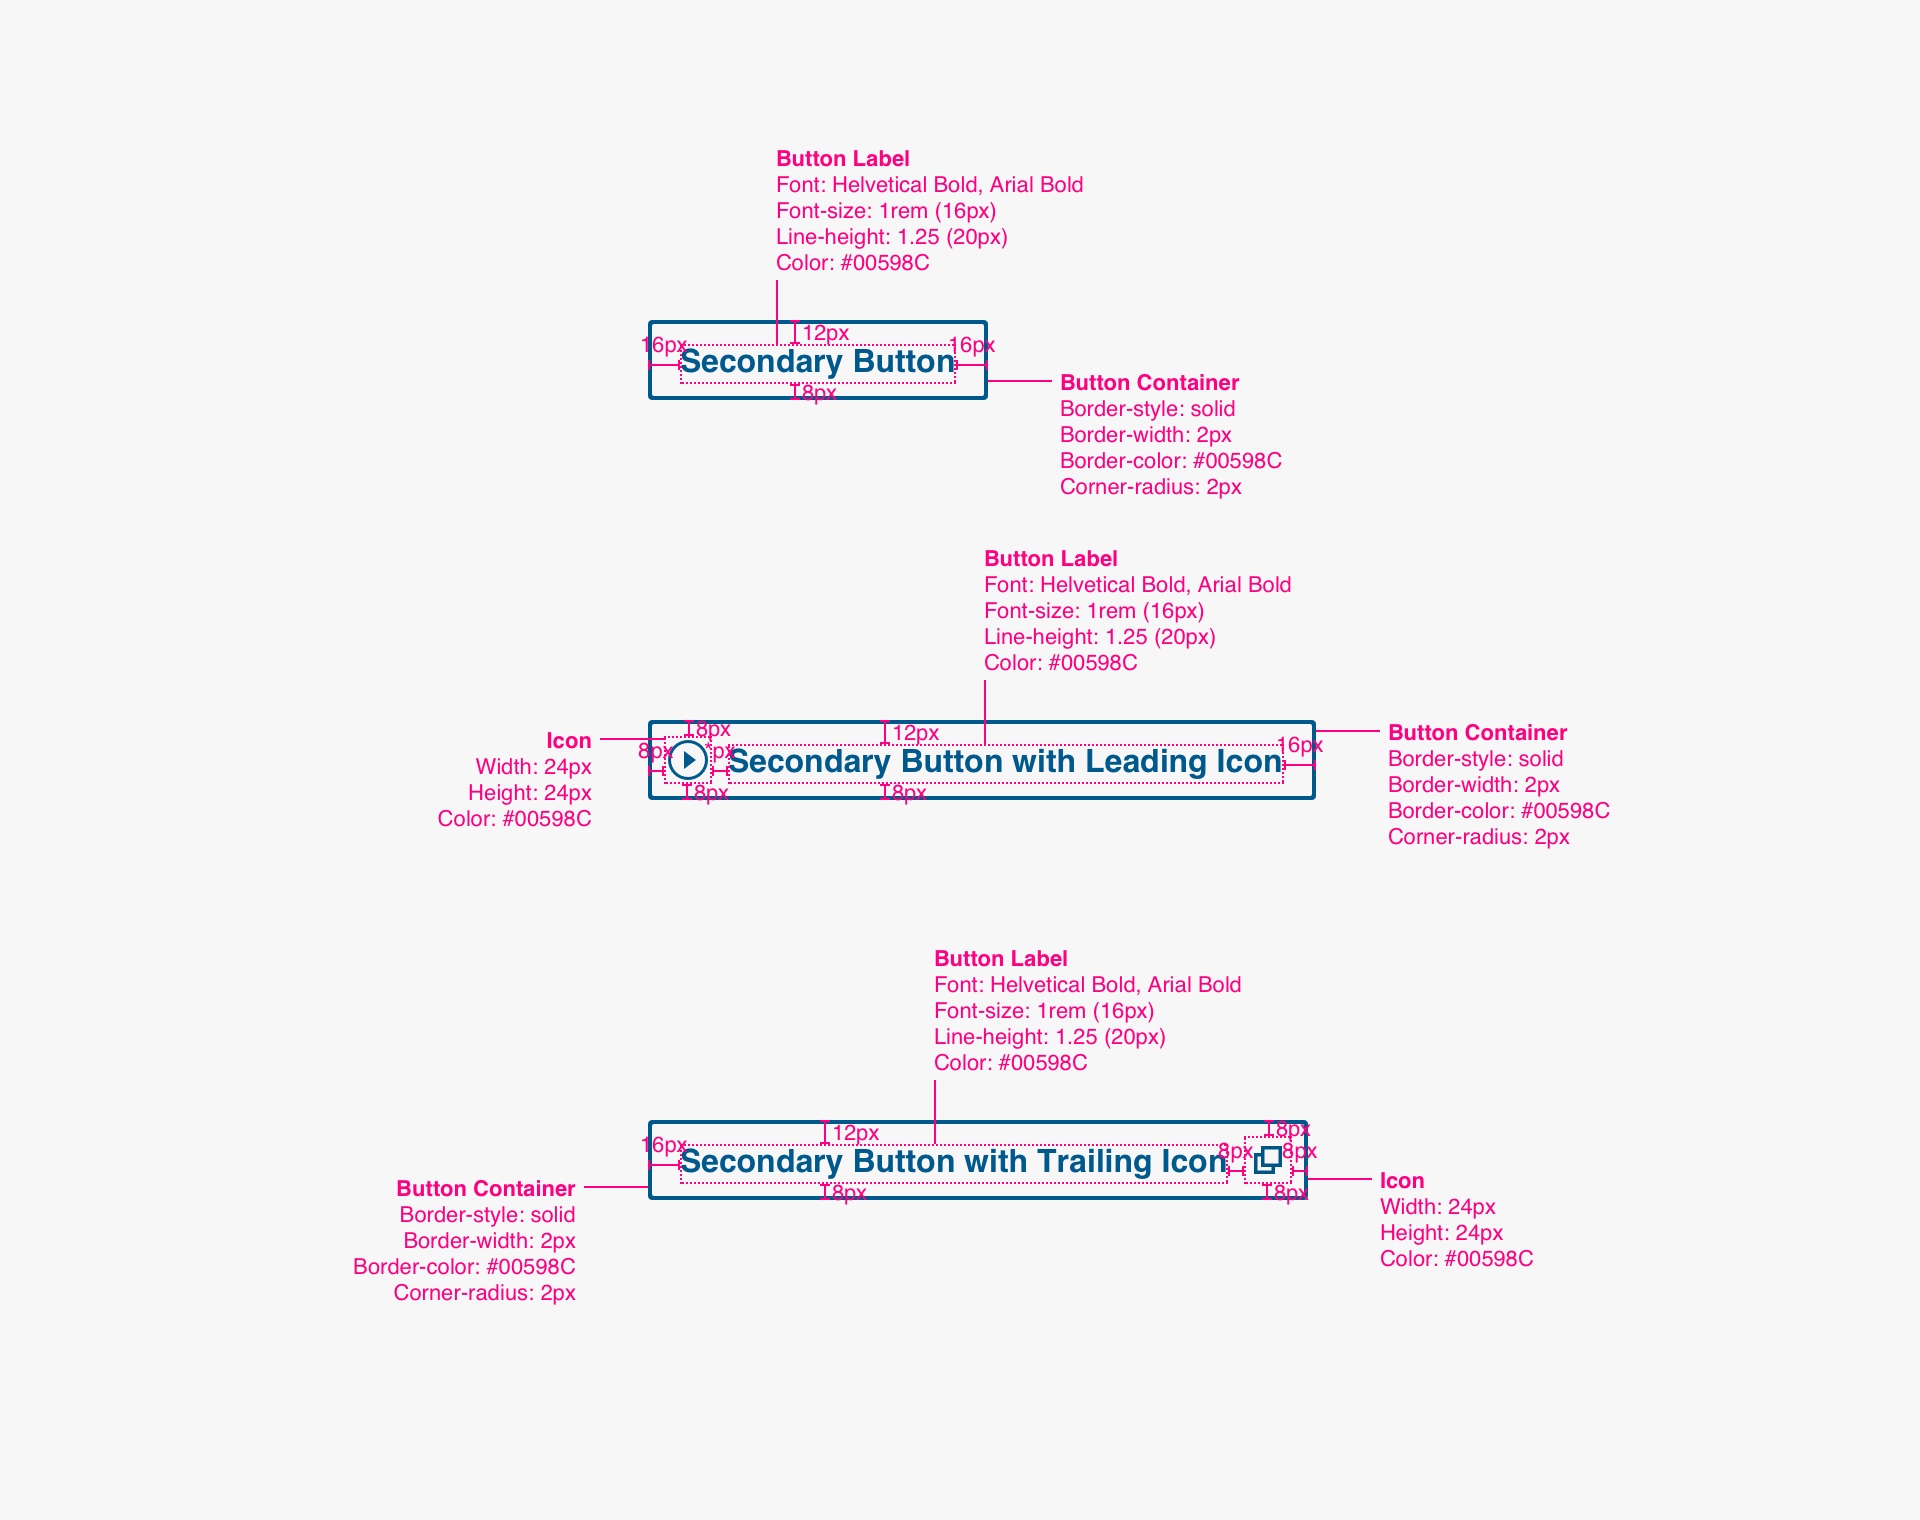 Button Label
Font: Helvetical Bold, Arial Bold
Font-size: 1rem (16px)
Line-height: 1.25 (20px)
Color: #00598C
12px
16px
16px
Secondary Button
8px
Button Container
Border-style: solid
Border-width: 2px
Border-color: #00598C
Corner-radius: 2px
Button Label
Font: Helvetical Bold, Arial Bold
Font-size: 1rem (16px)
Line-height: 1.25 (20px)
Color: #00598C
Icon
Width: 24px
Height: 24px
Color: #00598C
8px
12px
8px
16px
Secondary Button with Leading Icon
8px
8px
Button Container
Border-style: solid
Border-width: 2px
Border-color: #00598C
Corner-radius: 2px
Button Label
Font: Helvetical Bold, Arial Bold
Font-size: 1rem (16px)
Line-height: 1.25 (20px)
Color: #00598C
12px
8px
16px
8px
8px
Secondary Button with Trailing Icon
8px
8px
Button Container
Border-style: solid
Border-width: 2px
Border-color: #00598C
Corner-radius: 2px
Icon
Width: 24px
Height: 24px
Color: #00598C